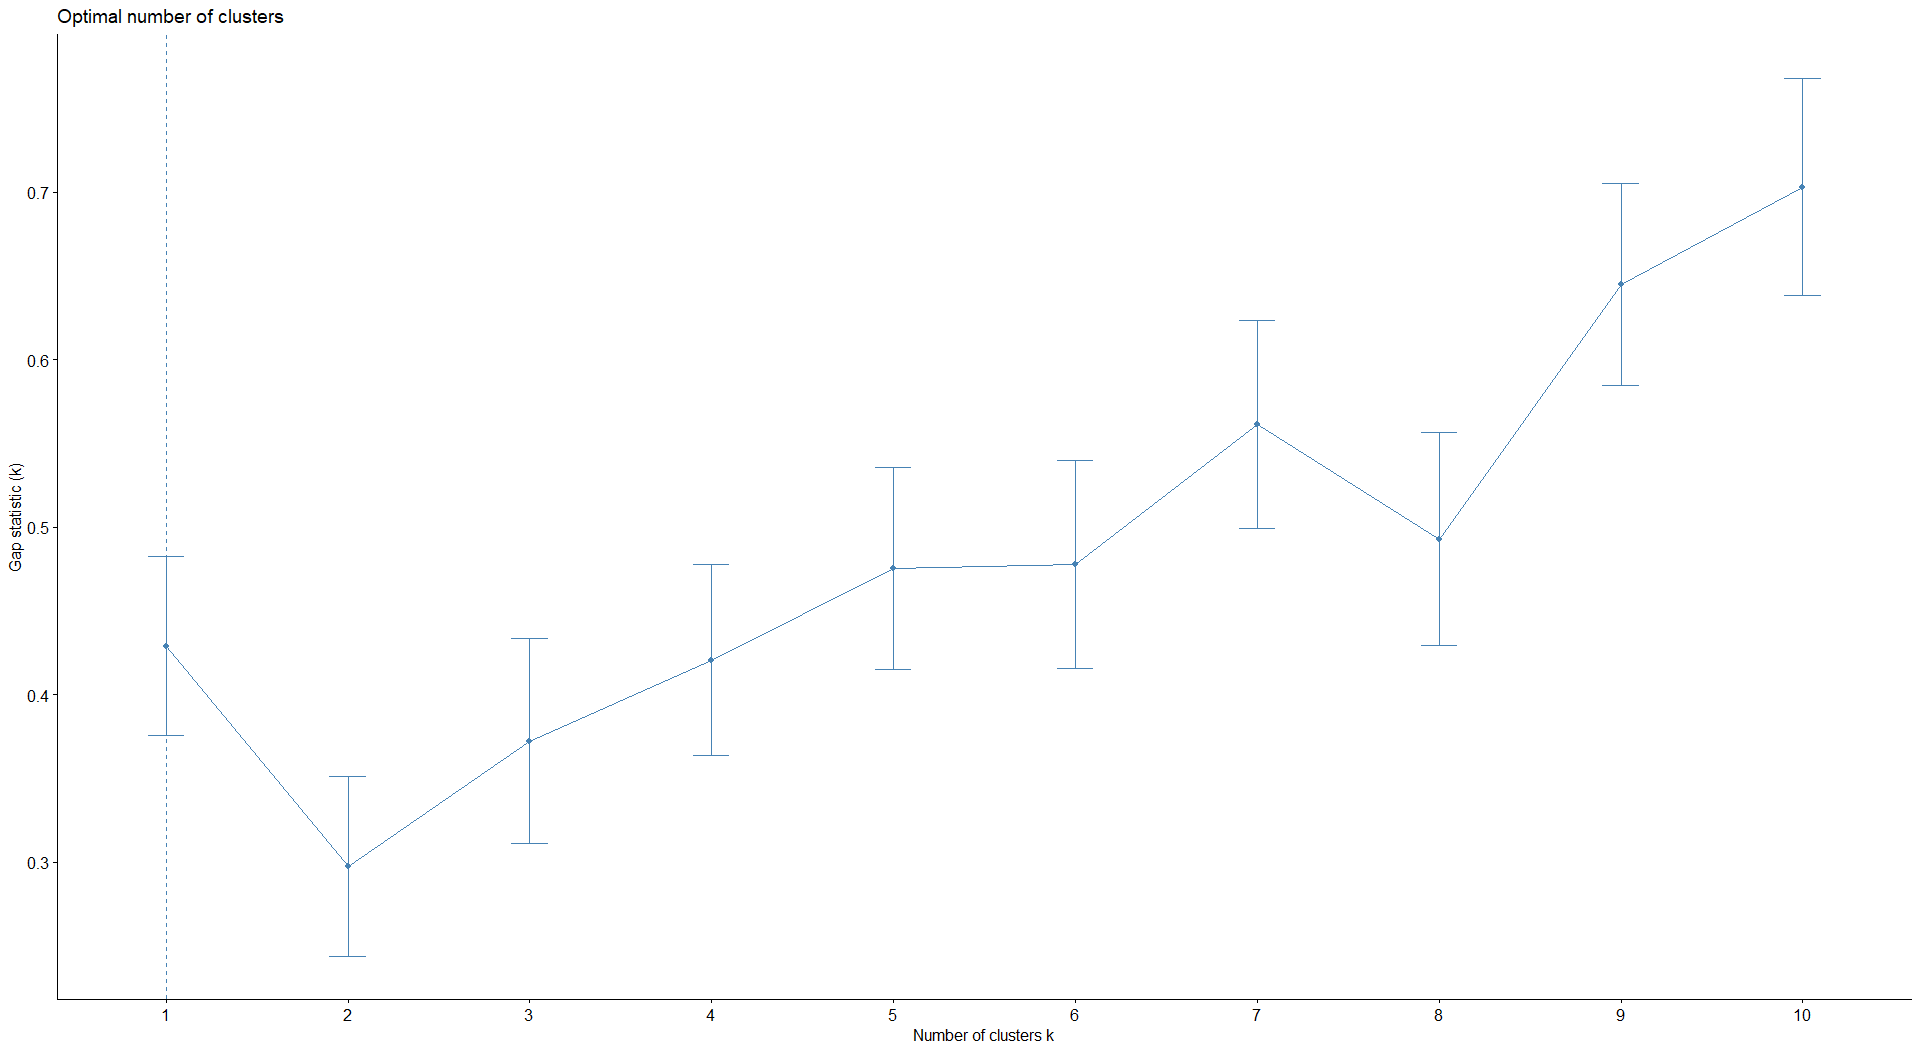 Optimal number of clusters
Gap statistic (k)
0.7
0.6
0.5
0.4
0.3
1 2 3 4 5 6 7 8 9 10
Number of clusters k